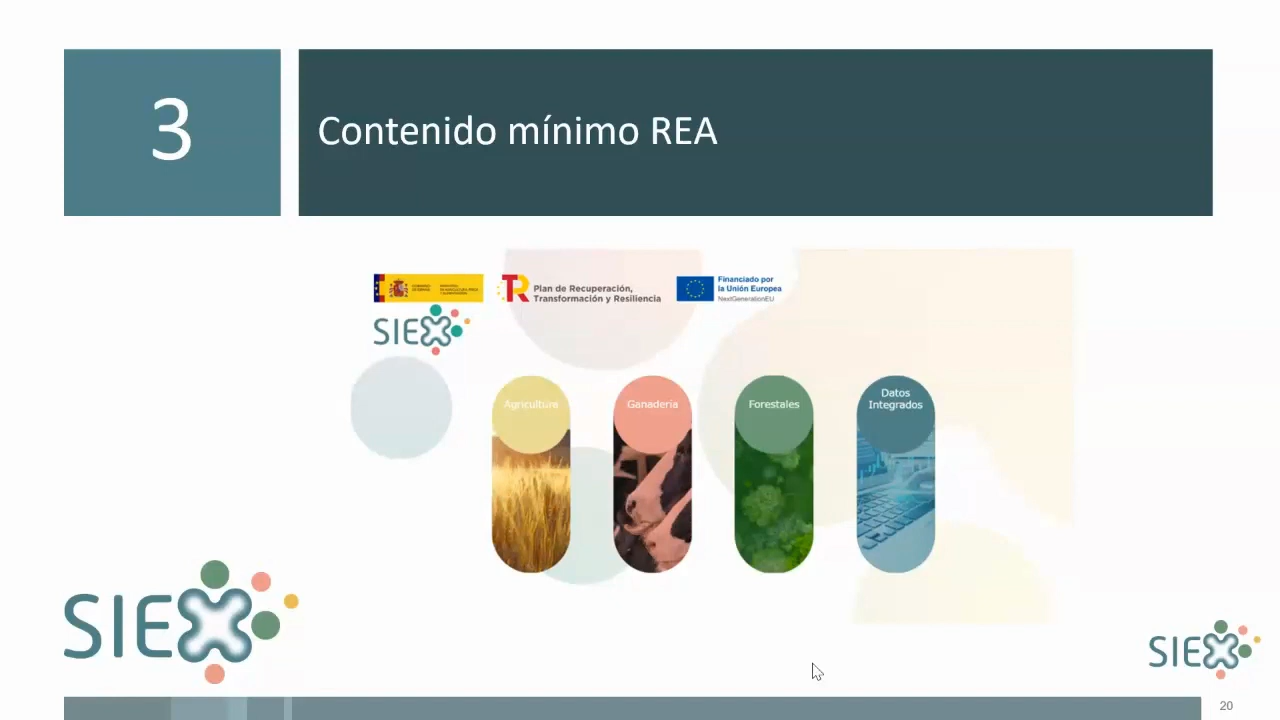 3
Contenido mínimo REA
Plan de Recuperación,
Transformación y Resiliencia
Financiado por
la Unión Europea
NextGenerationEU
SIEX
Agricultura
Ganadería
Forestales
Datos
Integrados
SIEX
SIEX
20